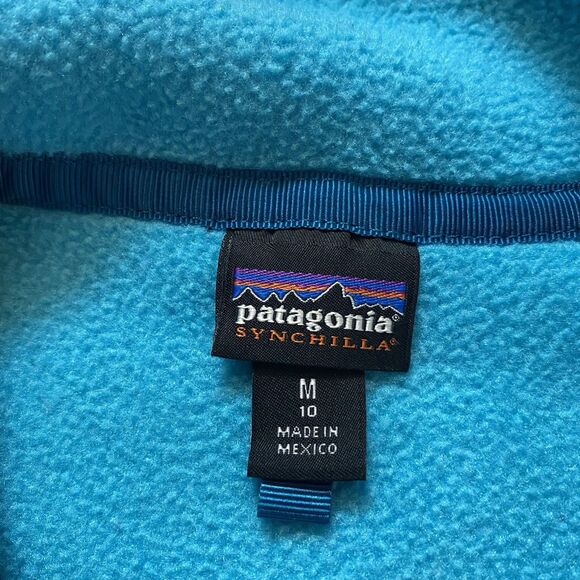 patagonia®
SYNCHILLA®
M
10
MADE IN
MEXICO